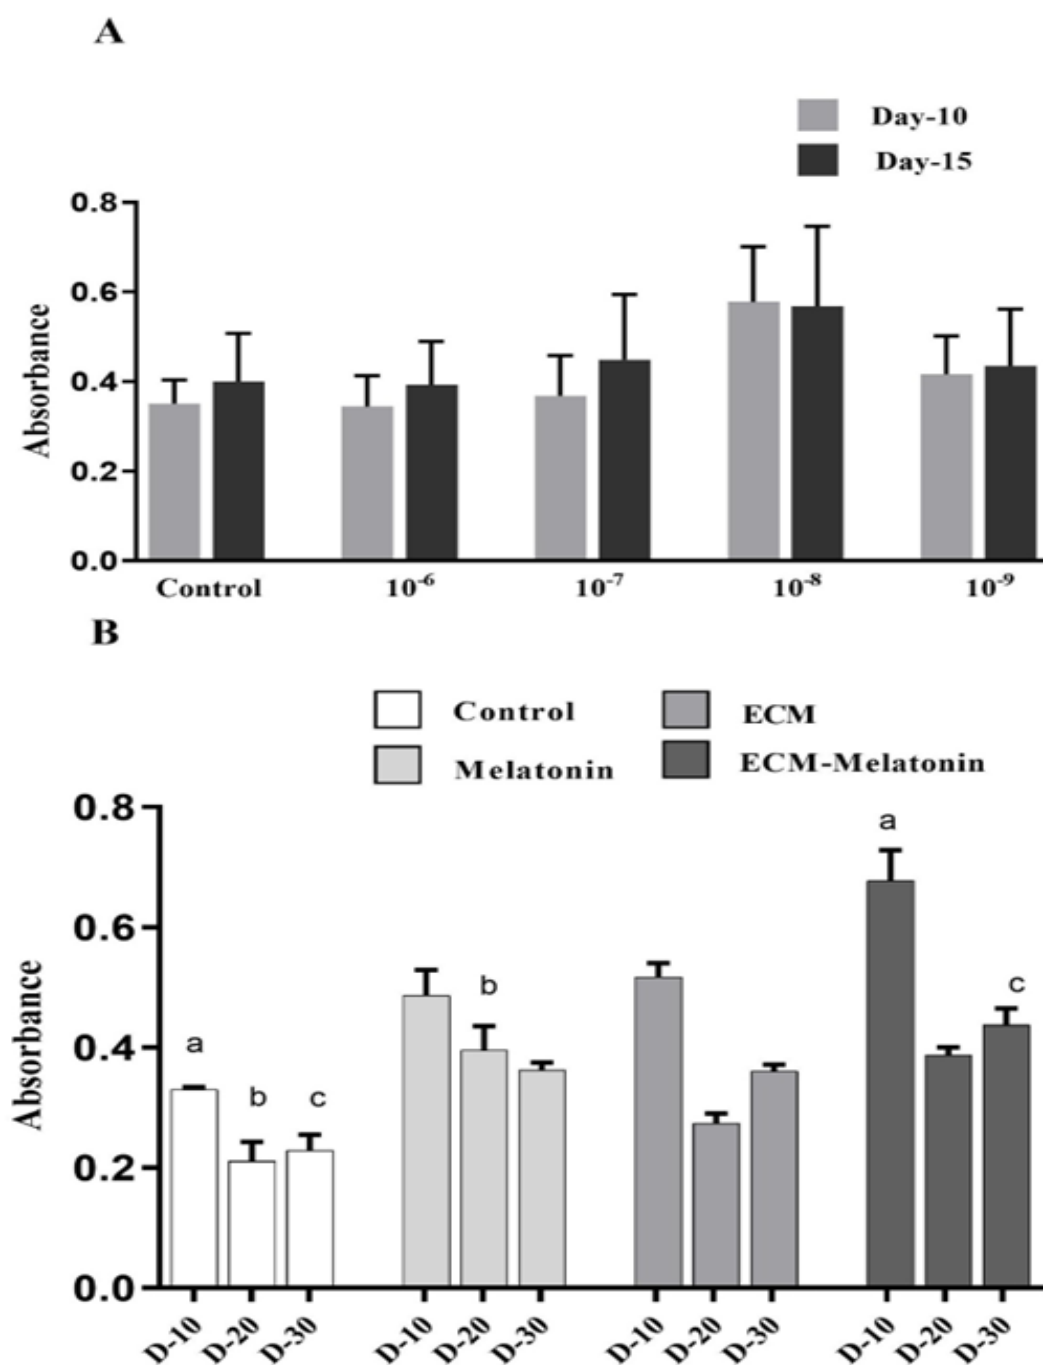 A
Day-10
Day-15
0.8
0.6
0.4
0.2
0.0
Absorbance
Control 10⁻⁶ 10⁻⁷ 10⁻⁸ 10⁻⁹
B
Control ECM
Melatonin ECM-Melatonin
0.8
0.6
0.4
0.2
0.0
Absorbance
a b c b a c
D-10 D-20 D-30 D-10 D-20 D-30 D-10 D-20 D-30 D-10 D-20 D-30